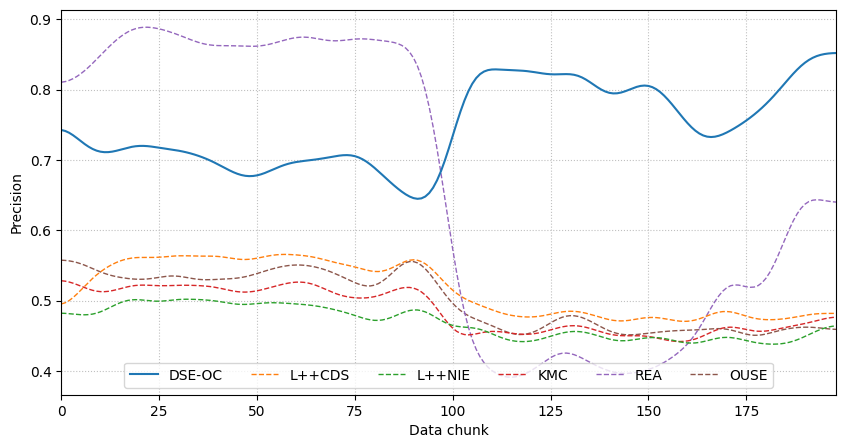 0.9
0.8
0.7
0.6
0.5
0.4
Precision
DSE-OC L++CDS L++NIE KMC REA OUSE
0 25 50 75 100 125 150 175
Data chunk